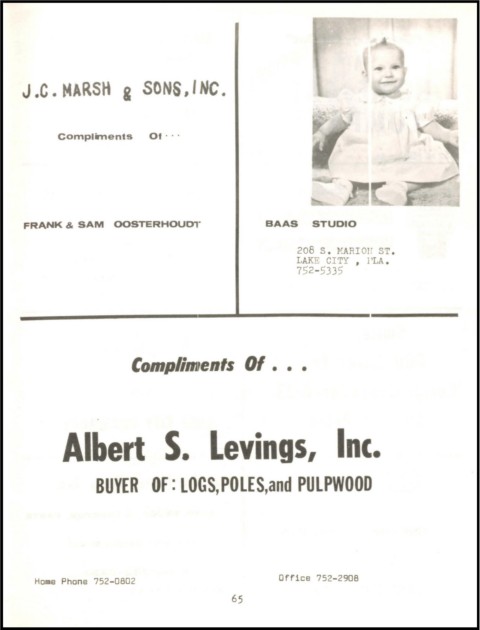 J.C. MARSH & SONS, INC.
Compliments Of...
FRANK & SAM OOSTERHOUDT
BAAS STUDIO
208 S. MARION ST.
LAKE CITY , FLA.
752-5335
Compliments Of . . .
Albert S. Levings, Inc.
BUYER OF: LOGS, POLES, and PULPWOOD
Home Phone 752-0802
Office 752-2908
65